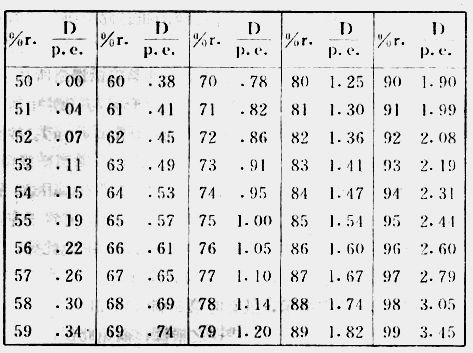 %r. D/p.e. %r. D/p.e. %r. D/p.e. %r. D/p.e. %r. D/p.e.
50 .00 60 .38 70 .78 80 1.25 90 1.90
51 .04 61 .41 71 .82 81 1.30 91 1.99
52 .07 62 .45 72 .86 82 1.36 92 2.08
53 .11 63 .49 73 .91 83 1.41 93 2.19
54 .15 64 .53 74 .95 84 1.47 94 2.31
55 .19 65 .57 75 1.00 85 1.54 95 2.44
56 .22 66 .61 76 1.05 86 1.60 96 2.60
57 .26 67 .65 77 1.10 87 1.67 97 2.79
58 .30 68 .69 78 1.14 88 1.74 98 3.05
59 .34 69 .74 79 1.20 89 1.82 99 3.45